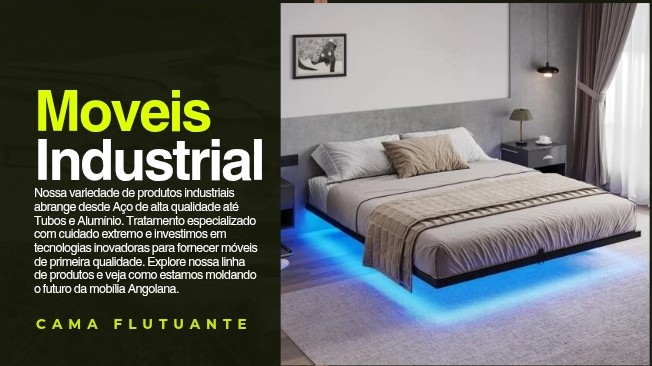 Moveis
Industrial
Nossa variedade de produtos industriais
abrange desde Aço de alta qualidade até
Tubos e Alumínio. Tratamento especializado
com cuidado extremo e investimos em
tecnologias inovadoras para fornecer móveis
de primeira qualidade. Explore nossa linha
de produtos e veja como estamos moldando
o futuro da mobília Angolana.
CAMA FLUTUANTE